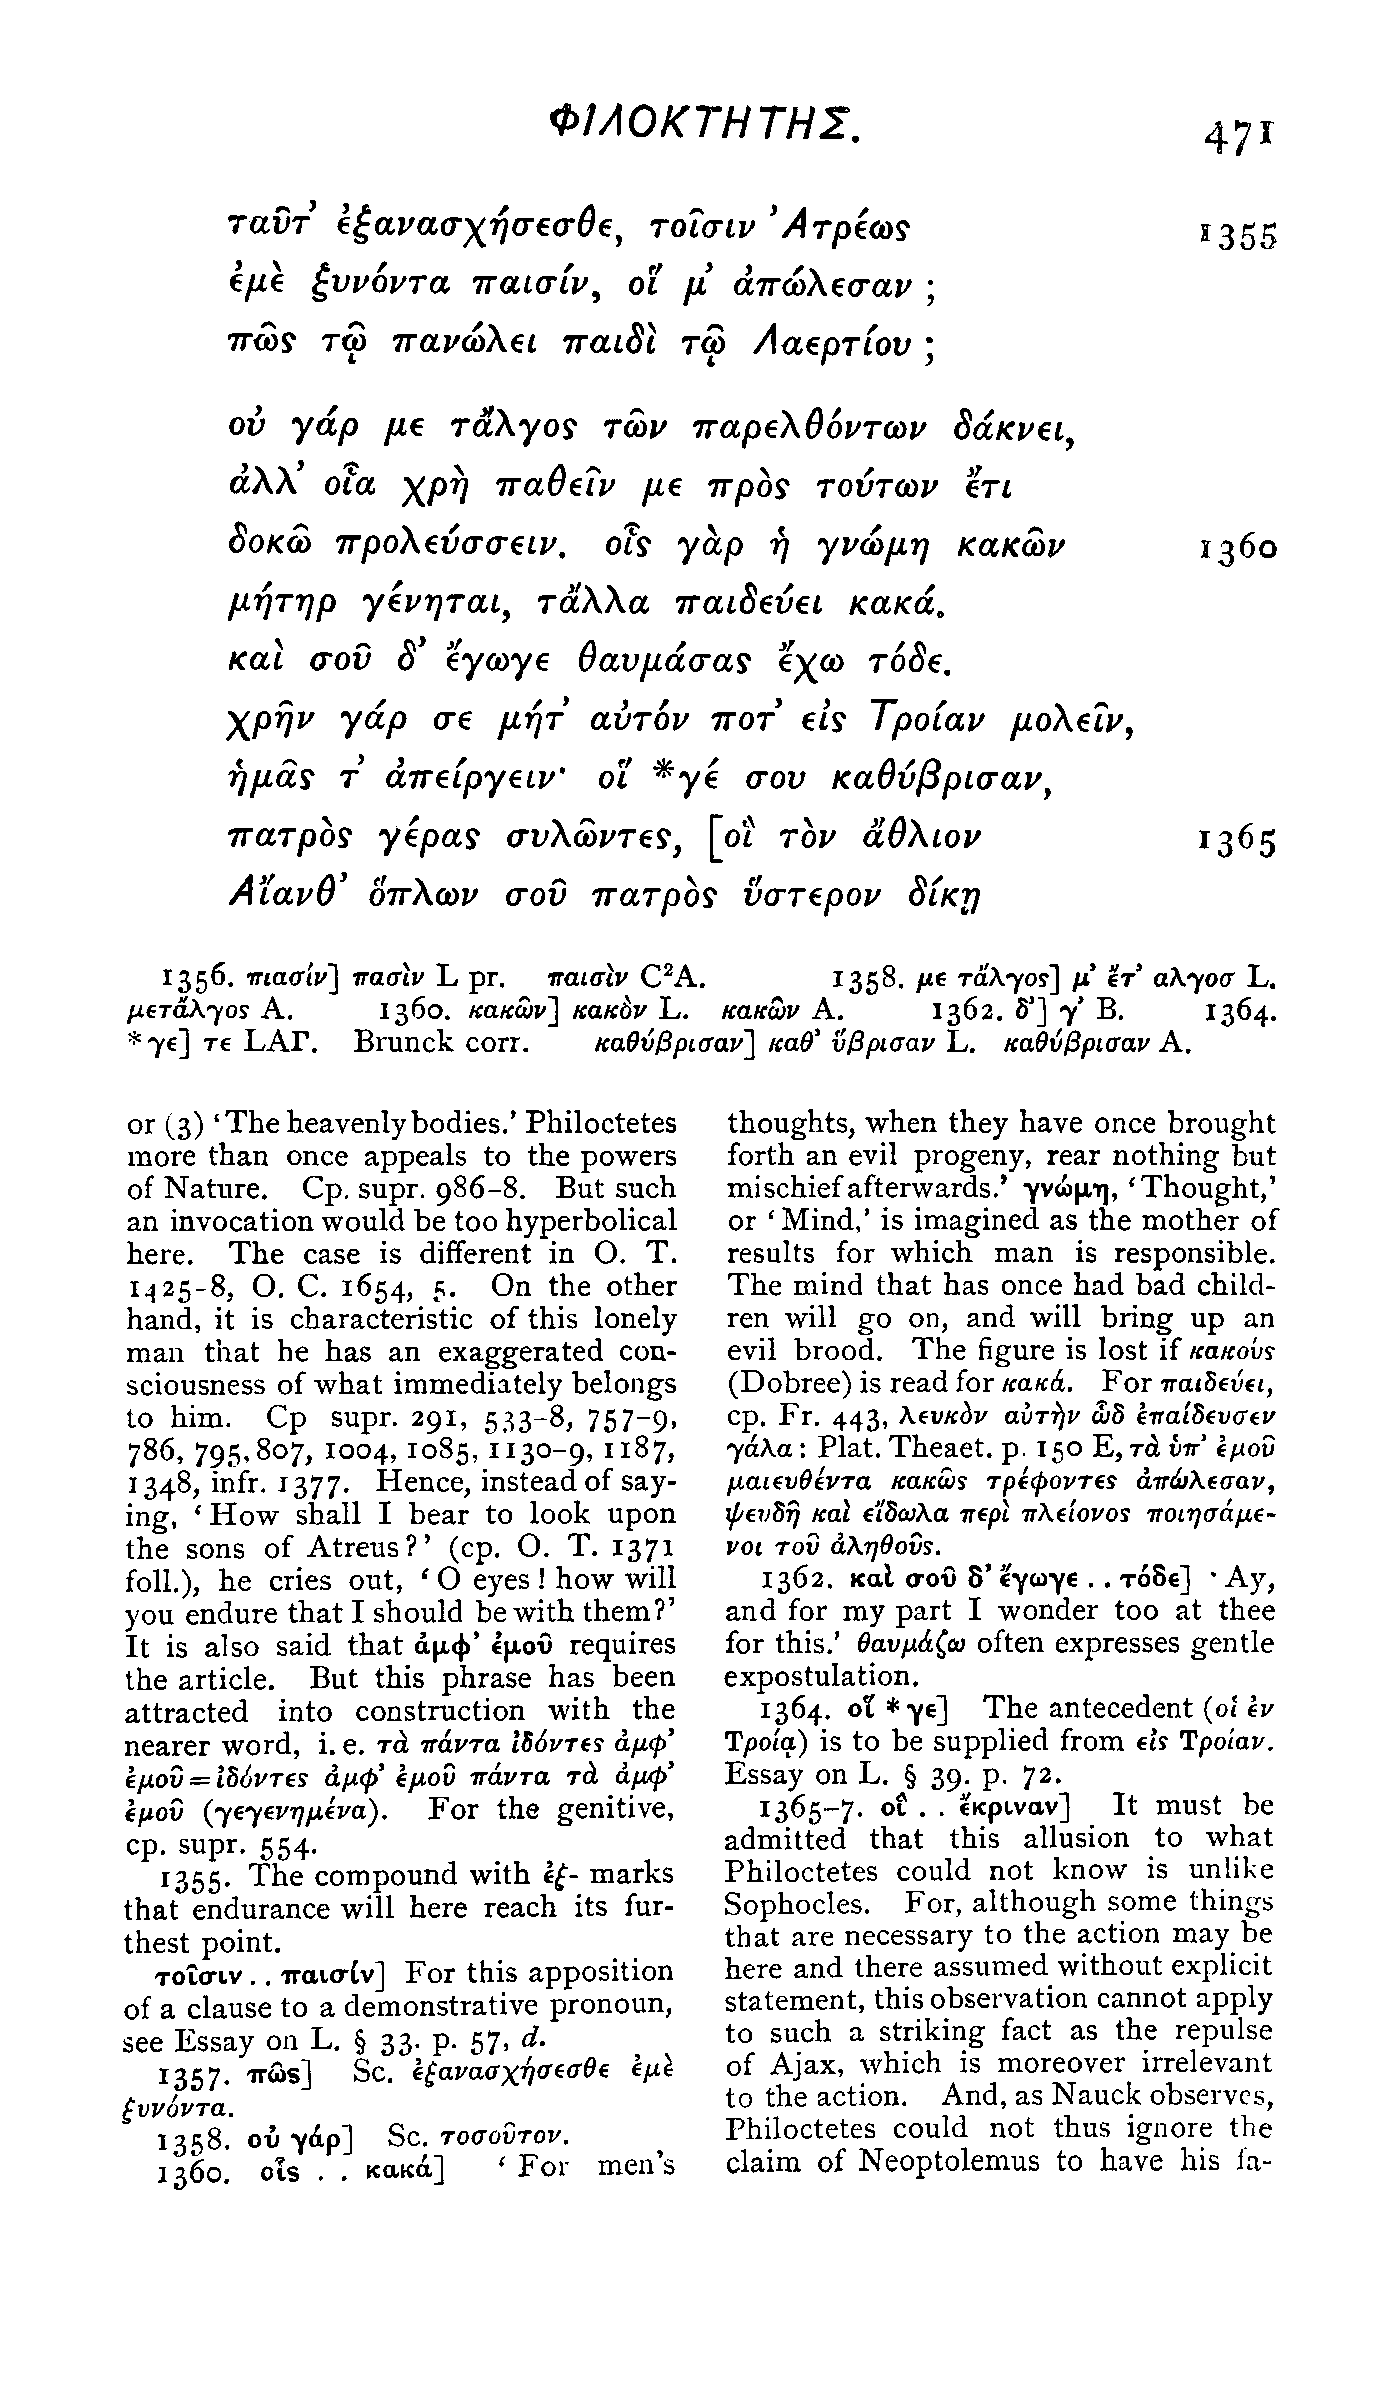 ΦΙΛΟΚΤΗΤΗΣ.
471
ταῦτ’ ἐξανασχήσεσθε, τοῖσιν Ἀτρέως 1355
ἐμὲ ξυνόντα παισίν, οἵ μ’ ἀπώλεσαν ;
πῶς τῷ πανώλει παιδὶ τῷ Λαερτίου ;
οὐ γάρ με τἄλγος τῶν παρελθόντων δάκνει,
ἀλλ’ οἷα χρὴ παθεῖν με πρὸς τούτων ἔτι
δοκῶ προλεύσσειν. οἷς γὰρ ἡ γνώμη κακῶν 1360
μήτηρ γένηται, τἄλλα παιδεύει κακά.
καὶ σοῦ δ’ ἔγωγε θαυμάσας ἔχω τόδε.
χρῆν γάρ σε μήτ’ αὐτόν ποτ’ εἰς Τροίαν μολεῖν,
ἡμᾶς τ’ ἀπείργειν· οἵ *γέ σου καθύβρισαν,
πατρὸς γέρας συλῶντες, [οἳ τὸν ἄθλιον 1365
Αἴανθ’ ὅπλων σοῦ πατρὸς ὕστερον δίκῃ
1356. πιασίν] πασὶν L pr. παισὶν C²A. 1358. με τἄλγος] μ’ ἔτ’ αλγοσ L.
μετἄλγος A. 1360. κακῶν] κακὸν L. κακῶν A. 1362. δ’] γ’ B. 1364.
*γε] τε LAΓ. Brunck corr. καθύβρισαν] καθ’ ὕβρισαν L. καθύβρισαν A.
or (3) ‘The heavenly bodies.’ Philoctetes
more than once appeals to the powers
of Nature. Cp. supr. 986–8. But such
an invocation would be too hyperbolical
here. The case is different in O. T.
1425–8, O. C. 1654, 5. On the other
hand, it is characteristic of this lonely
man that he has an exaggerated con-
sciousness of what immediately belongs
to him. Cp supr. 291, 533–8, 757–9,
786, 795, 807, 1004, 1085, 1130–9, 1187,
1348, infr. 1377. Hence, instead of say-
ing, ‘How shall I bear to look upon
the sons of Atreus?’ (cp. O. T. 1371
foll.), he cries out, ‘O eyes! how will
you endure that I should be with them?’
It is also said that ἀμφ’ ἐμοῦ requires
the article. But this phrase has been
attracted into construction with the
nearer word, i. e. τὰ πάντα ἰδόντες ἀμφ’
ἐμοῦ = ἰδόντες ἀμφ’ ἐμοῦ πάντα τὰ ἀμφ’
ἐμοῦ (γεγενημένα). For the genitive,
cp. supr. 554.
1355. The compound with ἐξ- marks
that endurance will here reach its fur-
thest point.
τοῖσιν . . παισίν] For this apposition
of a clause to a demonstrative pronoun,
see Essay on L. § 33. p. 57, d.
1357. πῶς] Sc. ἐξανασχήσεσθε ἐμὲ
ξυνόντα.
1358. οὐ γάρ] Sc. τοσοῦτον.
1360. οἷς . . κακά] ‘For men’s
thoughts, when they have once brought
forth an evil progeny, rear nothing but
mischief afterwards.’ γνώμη, ‘Thought,’
or ‘Mind,’ is imagined as the mother of
results for which man is responsible.
The mind that has once had bad child-
ren will go on, and will bring up an
evil brood. The figure is lost if κακούς
(Dobree) is read for κακά. For παιδεύει,
cp. Fr. 443, λευκὸν αὐτὴν ὧδ ἐπαίδευσεν
γάλα : Plat. Theaet. p. 150 E, τὰ ὑπ’ ἐμοῦ
μαιευθέντα κακῶς τρέφοντες ἀπώλεσαν,
ψευδῆ καὶ εἴδωλα περὶ πλείονος ποιησάμε-
νοι τοῦ ἀληθοῦς.
1362. καὶ σοῦ δ’ ἔγωγε . . τόδε] ‘Ay,
and for my part I wonder too at thee
for this.’ θαυμάζω often expresses gentle
expostulation.
1364. οἵ *γε] The antecedent (οἱ ἐν
Τροίᾳ) is to be supplied from εἰς Τροίαν.
Essay on L. § 39. p. 72.
1365–7. οἳ . . ἔκριναν] It must be
admitted that this allusion to what
Philoctetes could not know is unlike
Sophocles. For, although some things
that are necessary to the action may be
here and there assumed without explicit
statement, this observation cannot apply
to such a striking fact as the repulse
of Ajax, which is moreover irrelevant
to the action. And, as Nauck observes,
Philoctetes could not thus ignore the
claim of Neoptolemus to have his fa-